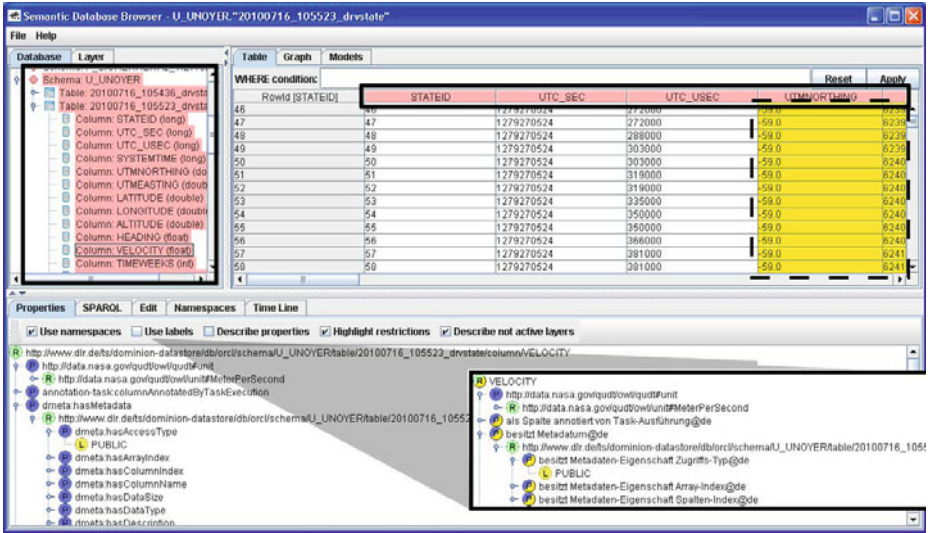 Semantic Database Browser - U_UNOYER."20100716_105523_drvstate"
File Help
Database Layer
Schema: U_UNOYER
Table: 20100716_105436_drvsta
Table: 20100716_105523_drvsta
Column: STATEID (long)
Column: UTC_SEC (long)
Column: UTC_USEC (long)
Column: SYSTEMTIME (long)
Column: UTMNORTHING (do
Column: UTMEASTING (doub
Column: LATITUDE (double)
Column: LONGITUDE (doubl
Column: ALTITUDE (double)
Column: HEADING (float)
Column: VELOCITY (float)
Column: TIMEWEEKS (int)
Table Graph Models
WHERE condition: Reset Apply
RowId [STATEID] STATEID UTC_SEC UTC_USEC UTMNORTHING
46 46 1279270524 272000 -59.0 6239
47 47 1279270524 272000 -59.0 6239
48 48 1279270524 288000 -59.0 6239
49 49 1279270524 303000 -59.0 6239
50 50 1279270524 303000 -59.0 6240
51 51 1279270524 319000 -59.0 6240
52 52 1279270524 319000 -59.0 6240
53 53 1279270524 335000 -59.0 6240
54 54 1279270524 350000 -59.0 6240
55 55 1279270524 350000 -59.0 6240
56 56 1279270524 366000 -59.0 6240
57 57 1279270524 381000 -59.0 6241
58 58 1279270524 381000 -59.0 6241
Properties SPARQL Edit Namespaces Time Line
Use namespaces Use labels Describe properties Highlight restrictions Describe not active layers
R http://www.dlr.de/ts/dominion-datastore/db/orcl/schema/U_UNOYER/table/20100716_105523_drvstate/column/VELOCITY
P http://data.nasa.gov/qudt/owl/qudt#unit
R http://data.nasa.gov/qudt/owl/unit#MeterPerSecond
P annotation-task:columnAnnotatedByTaskExecution
P dmeta:hasMetadata
R http://www.dlr.de/ts/dominion-datastore/db/orcl/schema/U_UNOYER/table/20100716_10552
P dmeta:hasAccessType
L PUBLIC
P dmeta:hasArrayIndex
P dmeta:hasColumnIndex
P dmeta:hasColumnName
P dmeta:hasDataSize
P dmeta:hasDataType
P dmeta:hasDescription
R VELOCITY
P http://data.nasa.gov/qudt/owl/qudt#unit
R http://data.nasa.gov/qudt/owl/unit#MeterPerSecond
P als Spalte annotiert von Task-Ausführung@de
P besitzt Metadatum@de
R http://www.dlr.de/ts/dominion-datastore/db/orcl/schema/U_UNOYER/table/20100716_1055
P besitzt Metadaten-Eigenschaft Zugriffs-Typ@de
L PUBLIC
P besitzt Metadaten-Eigenschaft Array-Index@de
P besitzt Metadaten-Eigenschaft Spalten-Index@de